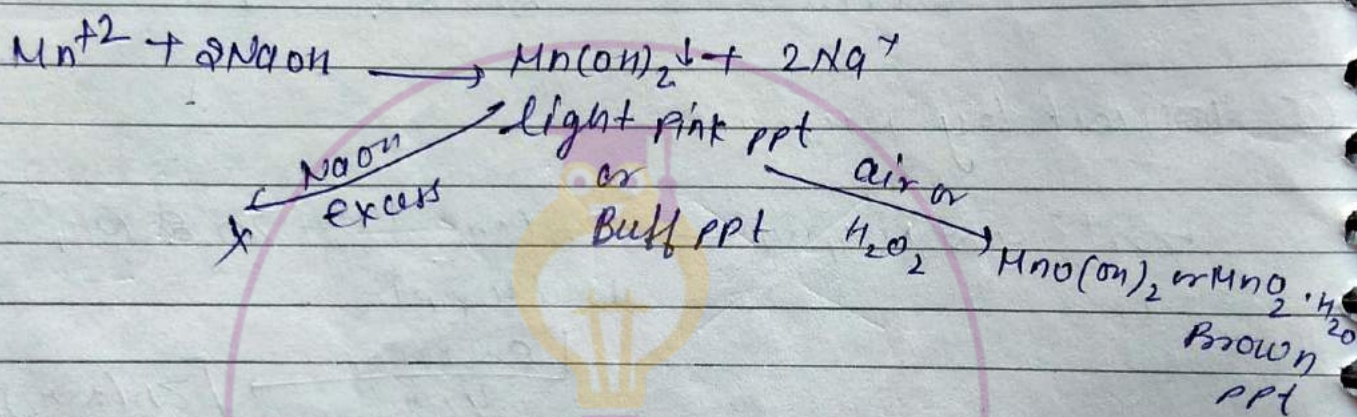 Mn⁺² + 2NaOH ⟶ Mn(OH)₂↓ + 2Na⁺
light pink ppt
or
Buff ppt
NaOH
excess
x
air or
H₂O₂
MnO(OH)₂ or MnO₂·H₂O
Brown
ppt